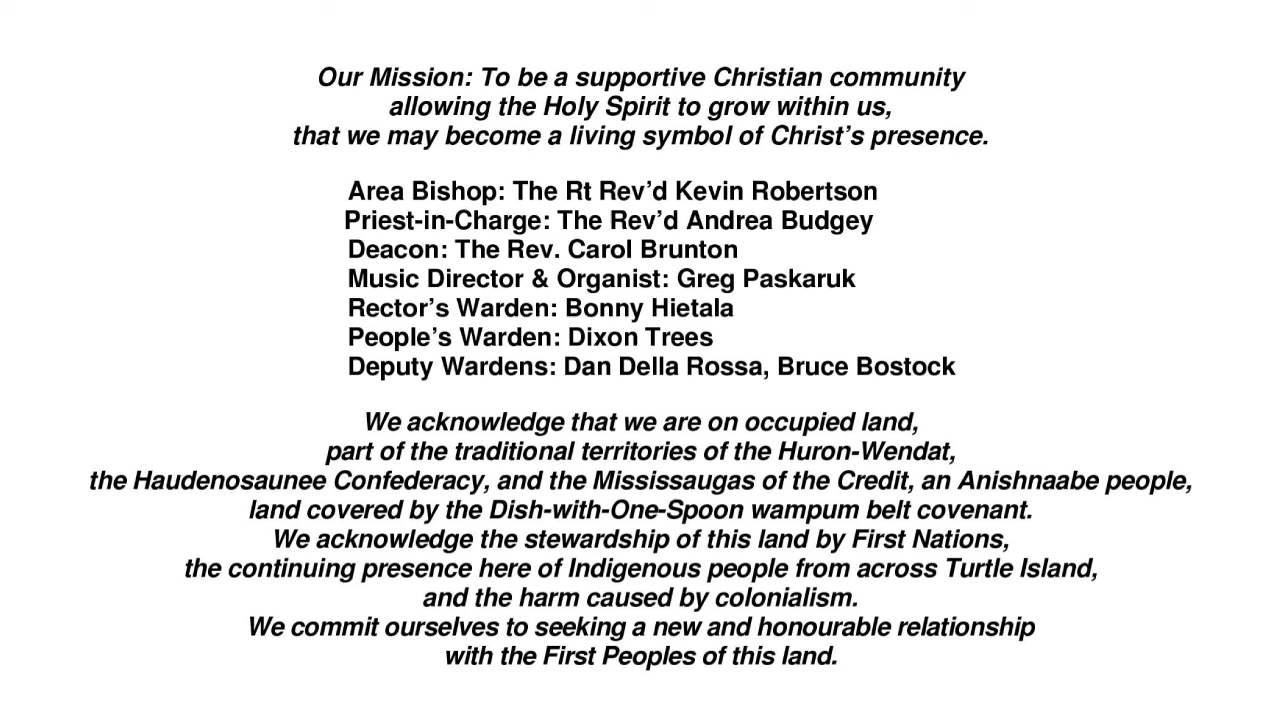 Our Mission: To be a supportive Christian community
allowing the Holy Spirit to grow within us,
that we may become a living symbol of Christ’s presence.
Area Bishop: The Rt Rev’d Kevin Robertson
Priest-in-Charge: The Rev’d Andrea Budgey
Deacon: The Rev. Carol Brunton
Music Director & Organist: Greg Paskaruk
Rector’s Warden: Bonny Hietala
People’s Warden: Dixon Trees
Deputy Wardens: Dan Della Rossa, Bruce Bostock
We acknowledge that we are on occupied land,
part of the traditional territories of the Huron-Wendat,
the Haudenosaunee Confederacy, and the Mississaugas of the Credit, an Anishnaabe people,
land covered by the Dish-with-One-Spoon wampum belt covenant.
We acknowledge the stewardship of this land by First Nations,
the continuing presence here of Indigenous people from across Turtle Island,
and the harm caused by colonialism.
We commit ourselves to seeking a new and honourable relationship
with the First Peoples of this land.